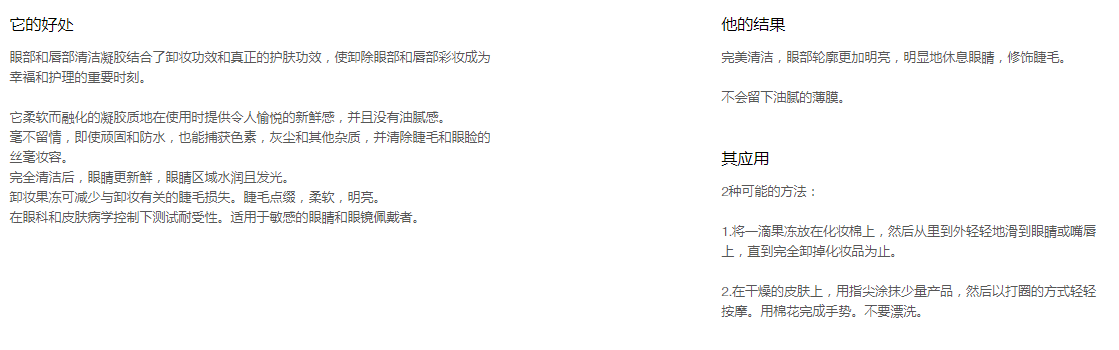 它的好处
眼部和唇部清洁凝胶结合了卸妆功效和真正的护肤功效，使卸除眼部和唇部彩妆成为
幸福和护理的重要时刻。
它柔软而融化的凝胶质地在使用时提供令人愉悦的新鲜感，并且没有油腻感。
毫不留情，即使顽固和防水，也能捕获色素，灰尘和其他杂质，并清除睫毛和眼睑的
丝毫妆容。
完全清洁后，眼睛更新鲜，眼睛区域水润且发光。
卸妆果冻可减少与卸妆有关的睫毛损失。睫毛点缀，柔软，明亮。
在眼科和皮肤病学控制下测试耐受性。适用于敏感的眼睛和眼镜佩戴者。
他的结果
完美清洁，眼部轮廓更加明亮，明显地休息眼睛，修饰睫毛。
不会留下油腻的薄膜。
其应用
2种可能的方法：
1.将一滴果冻放在化妆棉上，然后从里到外轻轻地滑到眼睛或嘴唇
上，直到完全卸掉化妆品为止。
2.在干燥的皮肤上，用指尖涂抹少量产品，然后以打圈的方式轻轻
按摩。用棉花完成手势。不要漂洗。